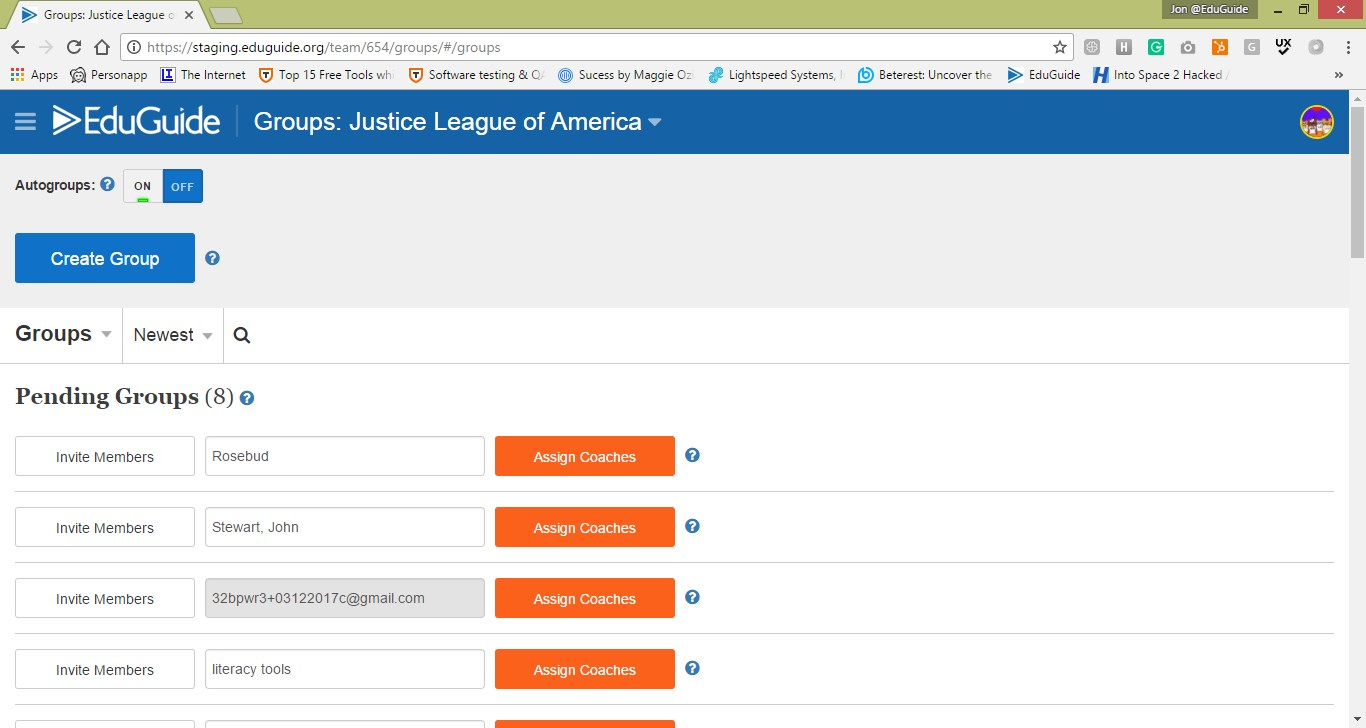 Groups: Justice League o
Jon @EduGuide
https://staging.eduguide.org/team/654/groups/#/groups
Apps Personapp The Internet Top 15 Free Tools whi Software testing & Q Sucess by Maggie Oz Lightspeed Systems, Beterest: Uncover the EduGuide Into Space 2 Hacked
EduGuide Groups: Justice League of America
Autogroups: ? ON OFF
Create Group ?
Groups Newest
Pending Groups (8) ?
Invite Members Rosebud Assign Coaches ?
Invite Members Stewart, John Assign Coaches ?
Invite Members 32bpwr3+03122017c@gmail.com Assign Coaches ?
Invite Members literacy tools Assign Coaches ?